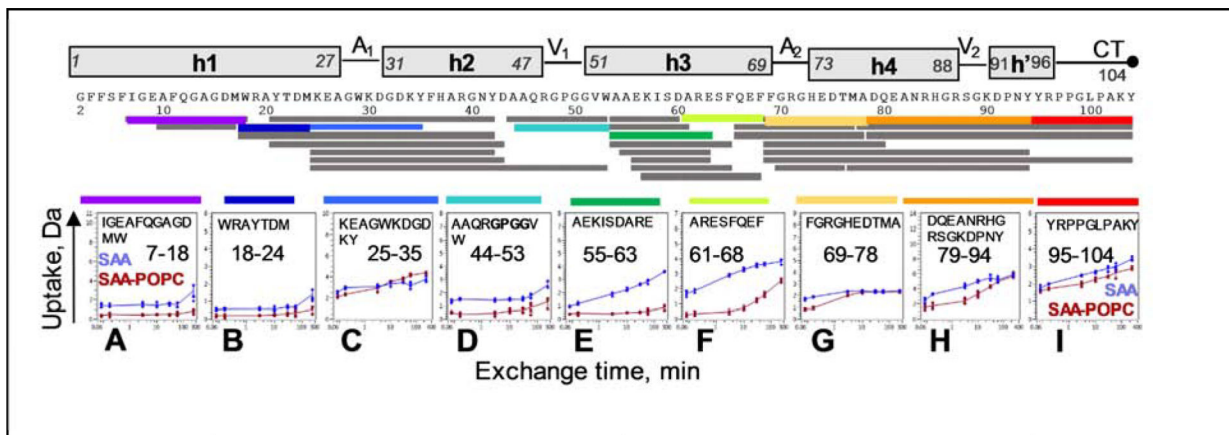 A1 V1 A2 V2 CT
1 h1 27 31 h2 47 51 h3 69 73 h4 88 91 h' 96 104
GFFSFIGEAFQGAGDMWRAYTDMKEAGWKDGDKYFHARGNYDAAQRGPGGVWAAEKISDARESFQEFFGRGHEDTMADQEANRHGRSGKDPNYYRPPGLPAKY
2 10 20 30 40 50 60 70 80 90 100
Uptake, Da
IGEAFQGAGD
MW 7-18
SAA
SAA-POPC
WRAYTDM
18-24
KEAGWKDGD
KY
25-35
AAQRGPGGV
W
44-53
AEKISDARE
55-63
ARESFQEF
61-68
FGRGHEDTMA
69-78
DQEANRHG
RSGKDPNY
79-94
YRPPGLPAKY
95-104
SAA
SAA-POPC
A B C D E F G H I
Exchange time, min